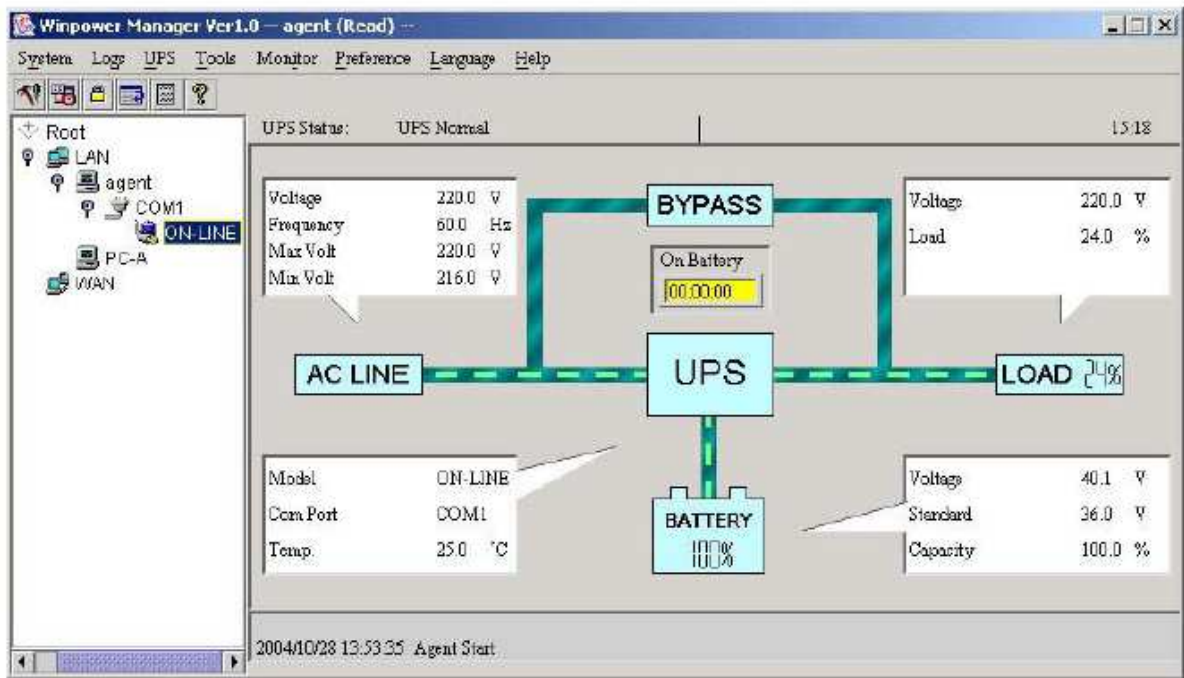 Winpower Manager Ver1.0 -- agent (Read) --
System Logs UPS Tools Monitor Preference Language Help
Root
LAN
agent
COM1
ON-LINE
PC-A
WAN
UPS Status: UPS Normal 15:18
Voltage 220.0 V
Frequency 60.0 Hz
Max Volt 220.0 V
Min Volt 216.0 V
BYPASS
On Battery
00:00:00
Voltage 220.0 V
Load 24.0 %
AC LINE
UPS
LOAD 24%
Model ON-LINE
Com Port COM1
Temp. 25.0 °C
BATTERY
100%
Voltage 40.1 V
Standard 36.0 V
Capacity 100.0 %
2004/10/28 13:53:35 Agent Start